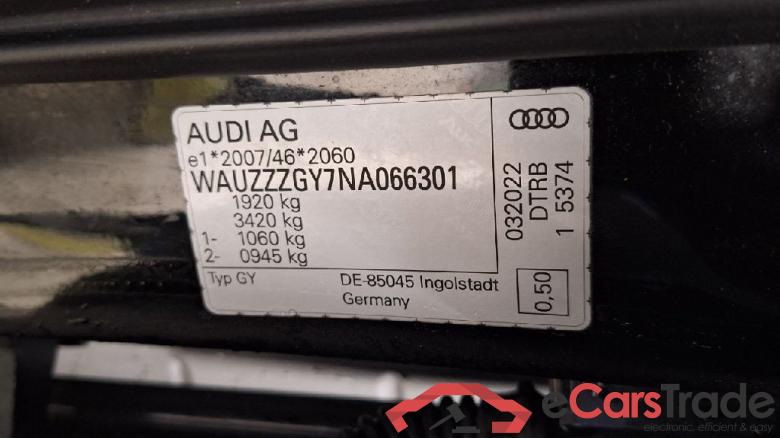 AUDI AG
e1*2007/46*2060
WAUZZZGY7NA066301
1920 kg
3420 kg
1- 1060 kg
2- 0945 kg
Typ GY
DE-85045 Ingolstadt
Germany
032022
DTRB
1 5374
0,50
eCarsTrade
electronic, efficient & easy